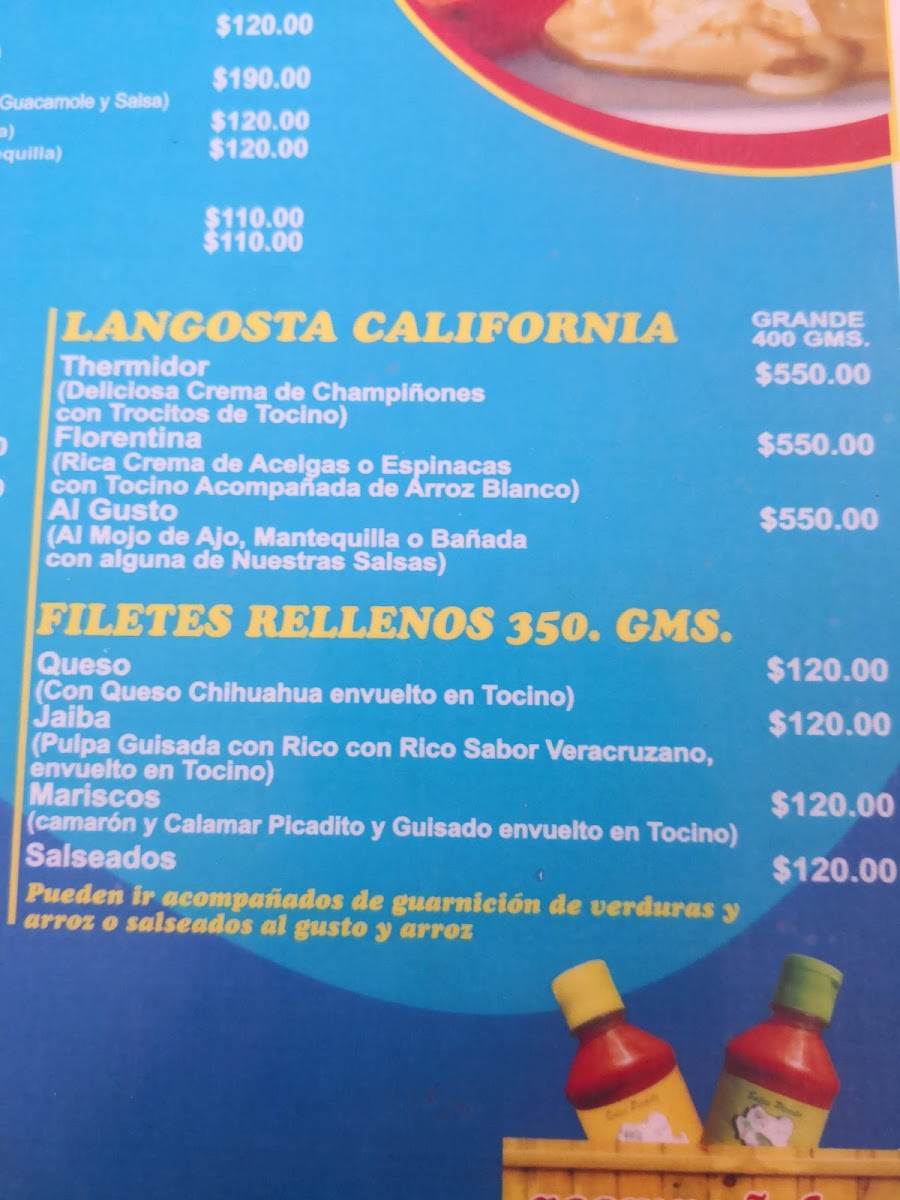 $120.00
$190.00
Guacamole y Salsa)
$120.00
a)
$120.00
equilla)
$110.00
$110.00
LANGOSTA CALIFORNIA GRANDE
400 GMS.
Thermidor $550.00
(Deliciosa Crema de Champiñones
con Trocitos de Tocino)
Florentina $550.00
(Rica Crema de Acelgas o Espinacas
con Tocino Acompañada de Arroz Blanco)
Al Gusto $550.00
(Al Mojo de Ajo, Mantequilla o Bañada
con alguna de Nuestras Salsas)
FILETES RELLENOS 350. GMS.
Queso $120.00
(Con Queso Chihuahua envuelto en Tocino)
Jaiba $120.00
(Pulpa Guisada con Rico con Rico Sabor Veracruzano,
envuelto en Tocino)
Mariscos $120.00
(camarón y Calamar Picadito y Guisado envuelto en Tocino)
Salseados $120.00
Pueden ir acompañados de guarnición de verduras y
arroz o salseados al gusto y arroz